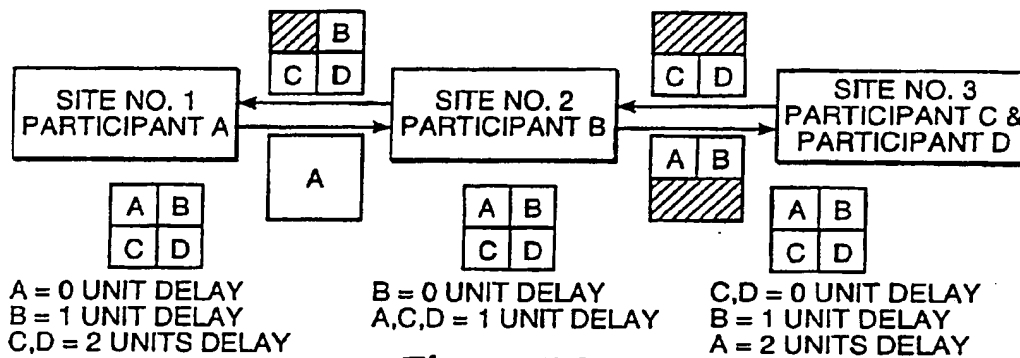 B
C D
C D
SITE NO. 1
PARTICIPANT A
SITE NO. 2
PARTICIPANT B
SITE NO. 3
PARTICIPANT C &
PARTICIPANT D
A
A B
A B
C D
A B
C D
A B
C D
A = 0 UNIT DELAY
B = 1 UNIT DELAY
C,D = 2 UNITS DELAY
B = 0 UNIT DELAY
A,C,D = 1 UNIT DELAY
C,D = 0 UNIT DELAY
B = 1 UNIT DELAY
A = 2 UNITS DELAY